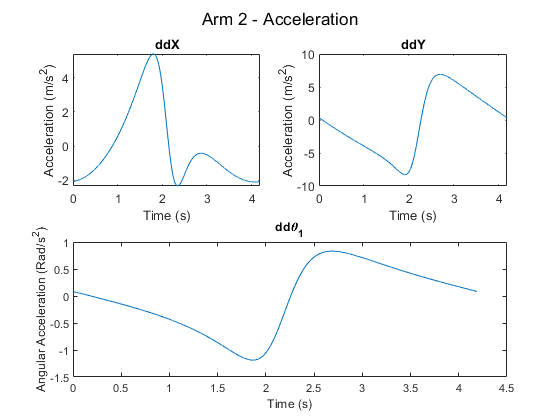 Arm 2 - Acceleration
ddX
Acceleration (m/s²)
4
2
0
-2
0 1 2 3 4
Time (s)
ddY
Acceleration (m/s²)
10
5
0
-5
-10
0 1 2 3 4
Time (s)
ddθ₁
Angular Acceleration (Rad/s²)
1
0.5
0
-0.5
-1
-1.5
0 0.5 1 1.5 2 2.5 3 3.5 4 4.5
Time (s)